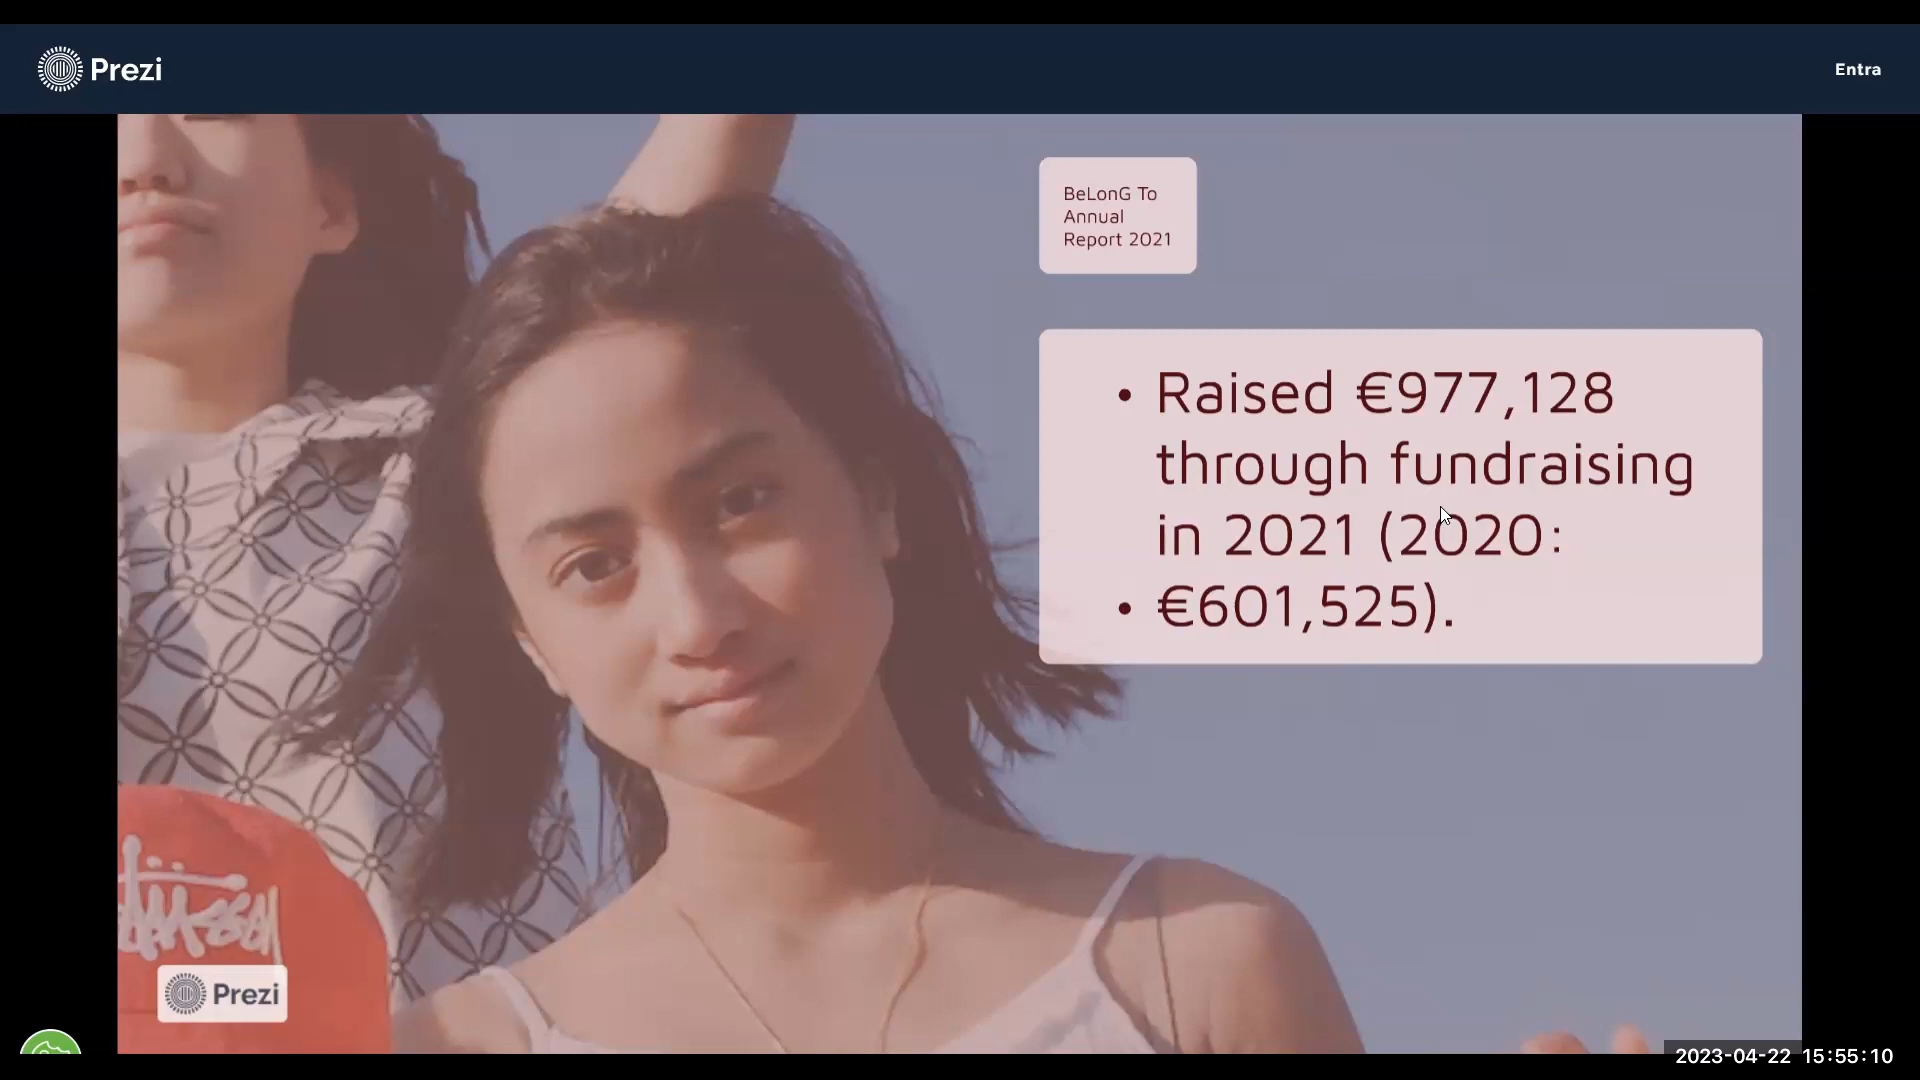 Prezi
Entra
BeLonG To
Annual
Report 2021
• Raised €977,128
through fundraising
in 2021 (2020:
• €601,525).
Prezi
2023-04-22 15:55:10